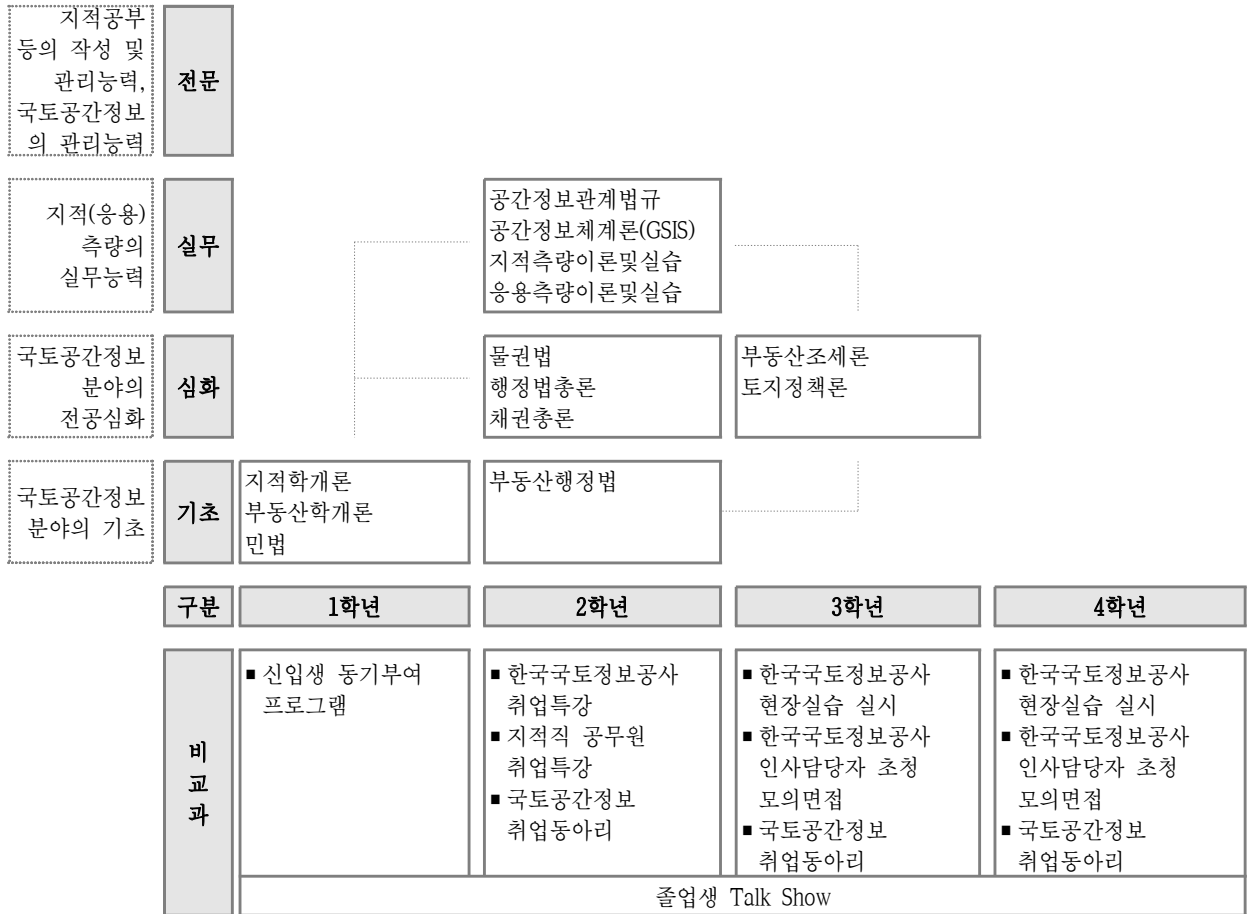 지적공부
등의 작성 및
관리능력,
국토공간정보
의 관리능력
전문
지적(응용)
측량의
실무능력
실무
공간정보관계법규
공간정보체계론(GSIS)
지적측량이론및실습
응용측량이론및실습
국토공간정보
분야의
전공심화
심화
물권법
행정법총론
채권총론
부동산조세론
토지정책론
국토공간정보
분야의 기초
기초
지적학개론
부동산학개론
민법
부동산행정법
구분
1학년
2학년
3학년
4학년
비
교
과
▪ 신입생 동기부여
프로그램
▪ 한국국토정보공사
취업특강
▪ 지적직 공무원
취업특강
▪ 국토공간정보
취업동아리
▪ 한국국토정보공사
현장실습 실시
▪ 한국국토정보공사
인사담당자 초청
모의면접
▪ 국토공간정보
취업동아리
▪ 한국국토정보공사
현장실습 실시
▪ 한국국토정보공사
인사담당자 초청
모의면접
▪ 국토공간정보
취업동아리
졸업생 Talk Show